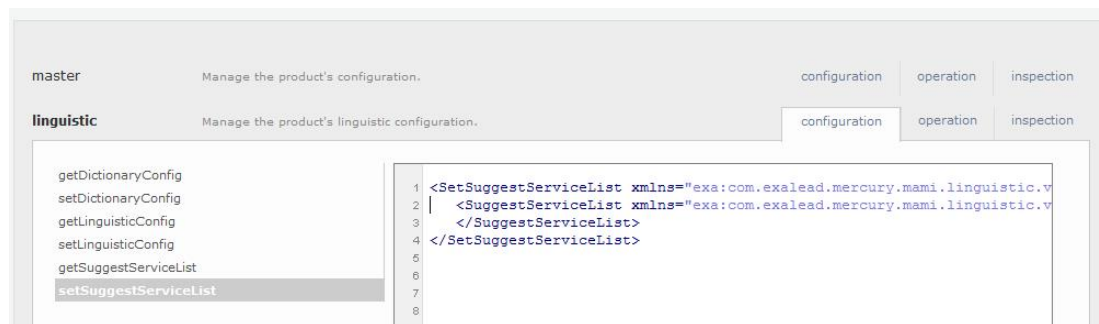 master Manage the product's configuration. configuration operation inspection
linguistic Manage the product's linguistic configuration. configuration operation inspection
getDictionaryConfig
setDictionaryConfig
getLinguisticConfig
setLinguisticConfig
getSuggestServiceList
setSuggestServiceList
1 <SetSuggestServiceList xmlns="exa:com.exalead.mercury.mami.linguistic.v
2 <SuggestServiceList xmlns="exa:com.exalead.mercury.mami.linguistic.v
3 </SuggestServiceList>
4 </SetSuggestServiceList>
5
6
7
8